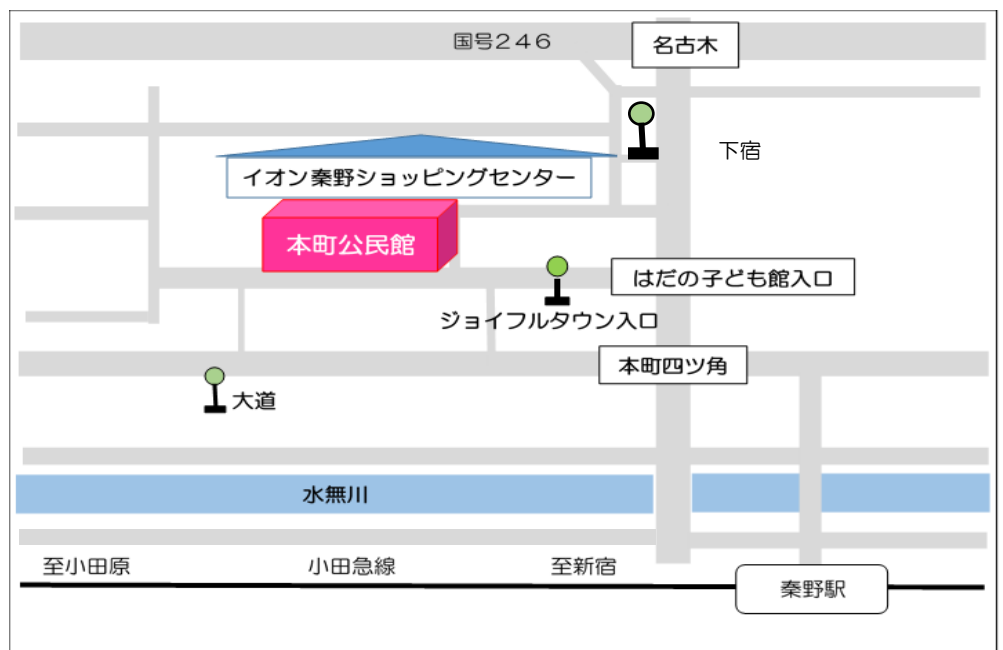 国号２４６
名古木
下宿
イオン秦野ショッピングセンター
本町公民館
はだの子ども館入口
ジョイフルタウン入口
本町四ツ角
大道
水無川
至小田原
小田急線
至新宿
秦野駅